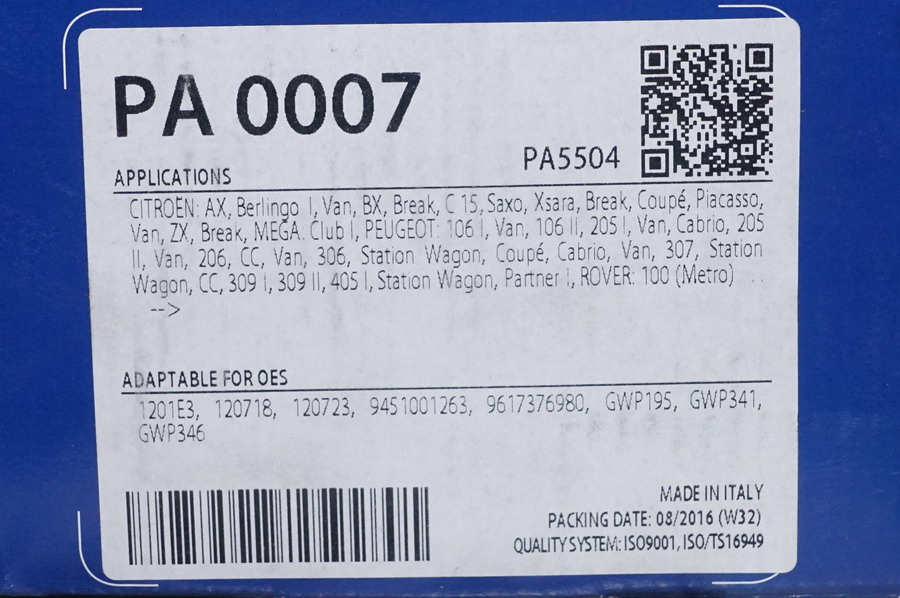 PA 0007
PA5504
APPLICATIONS
CITROËN: AX, Berlingo I, Van, BX, Break, C 15, Saxo, Xsara, Break, Coupé, Piacasso,
Van, ZX, Break, MEGA: Club I, PEUGEOT: 106 I, Van, 106 II, 205 I, Van, Cabrio, 205
II, Van, 206, CC, Van, 306, Station Wagon, Coupé, Cabrio, Van, 307, Station
Wagon, CC, 309 I, 309 II, 405 I, Station Wagon, Partner I, ROVER: 100 (Metro) ...
-->
ADAPTABLE FOR OES
1201E3, 120718, 120723, 9451001263, 9617376980, GWP195, GWP341,
GWP346
MADE IN ITALY
PACKING DATE: 08/2016 (W32)
QUALITY SYSTEM: ISO9001, ISO/TS16949